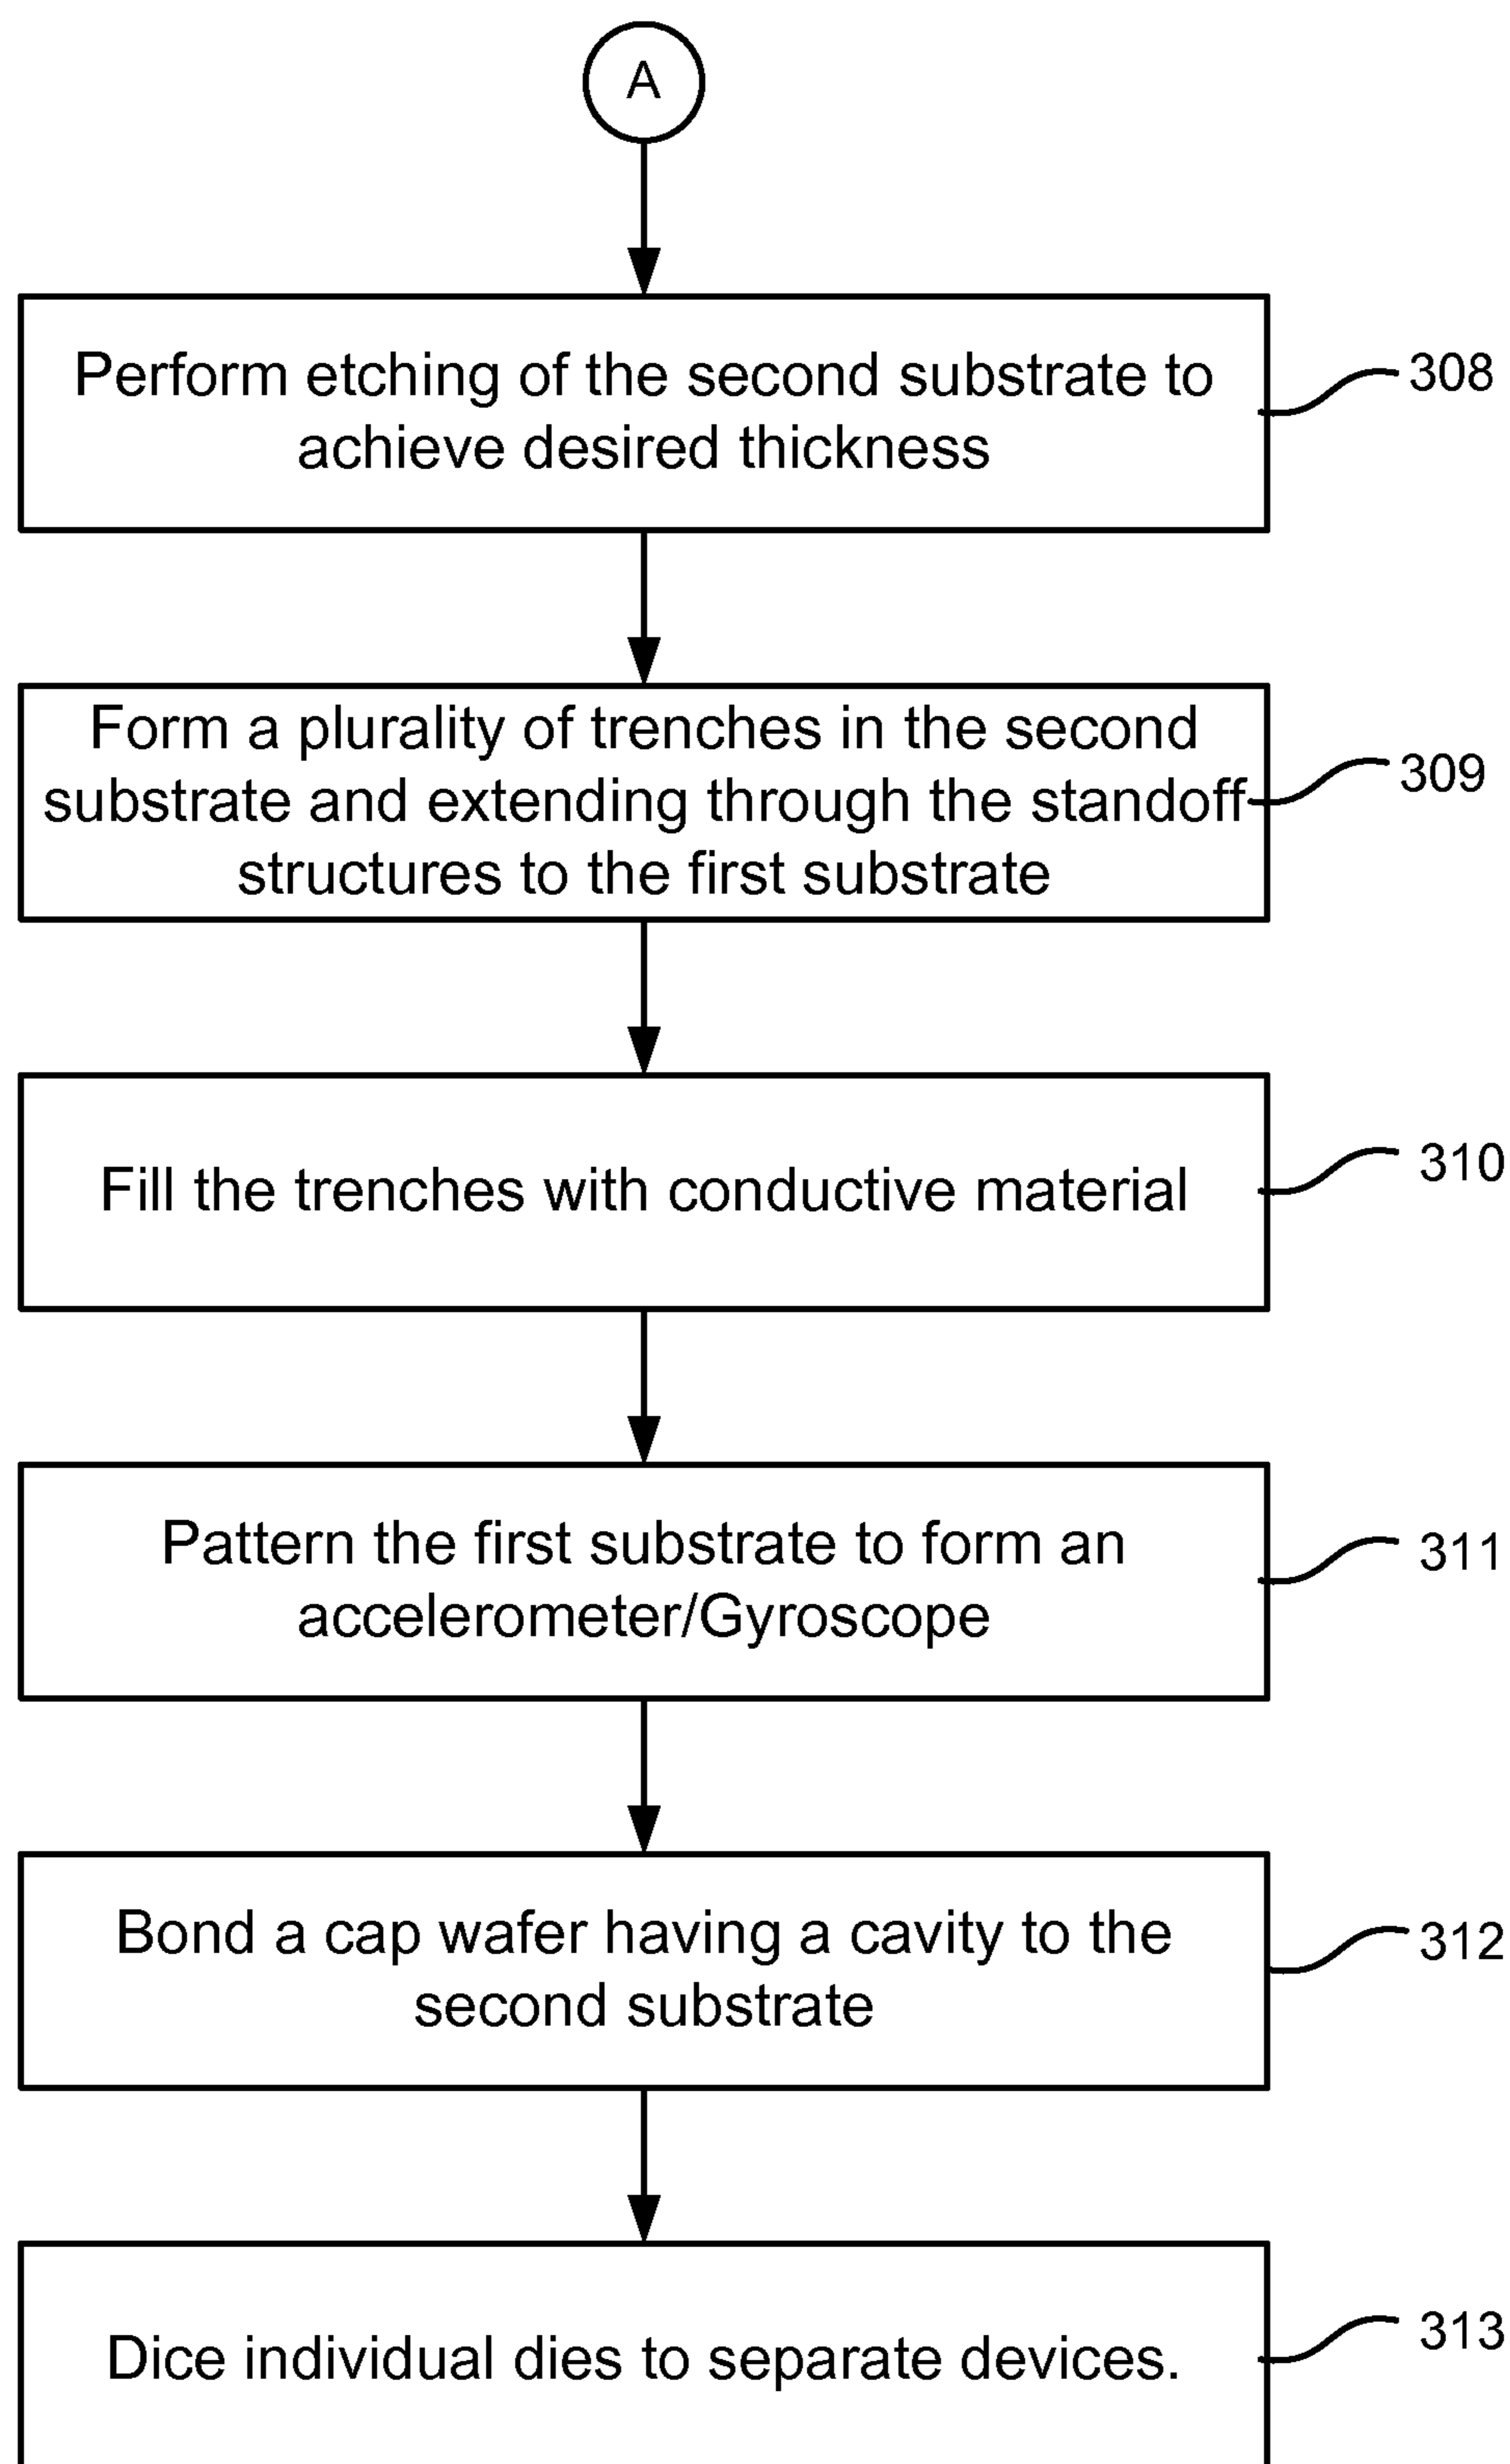 A
Perform etching of the second substrate to
achieve desired thickness
308
Form a plurality of trenches in the second
substrate and extending through the standoff
structures to the first substrate
309
Fill the trenches with conductive material
310
Pattern the first substrate to form an
accelerometer/Gyroscope
311
Bond a cap wafer having a cavity to the
second substrate
312
Dice individual dies to separate devices.
313